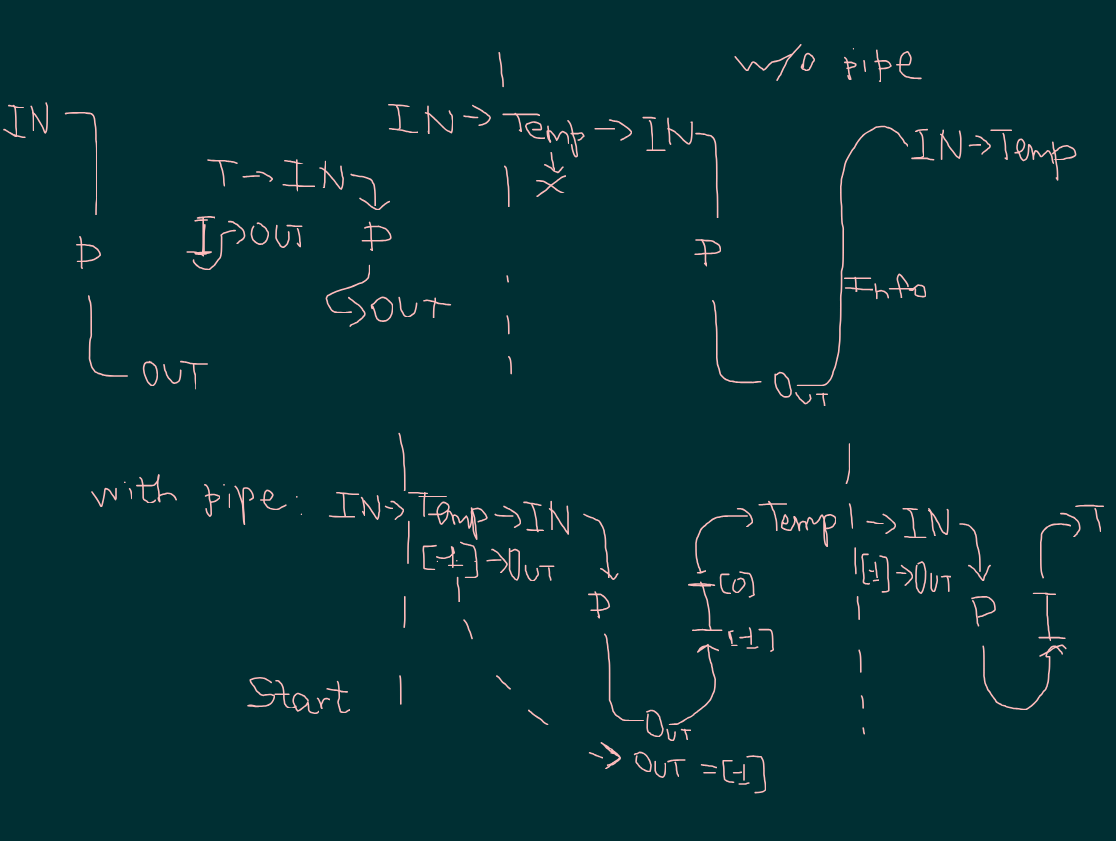 w/o pipe
IN
IN → Temp → IN
IN → Temp
X
T → IN
I → OUT
P
P
P
Info
OUT
OUT
OUT
with pipe: IN → Temp → IN
Temp → IN
T
[-1] → OUT
[-1] → OUT
[0]
P
P
I
[-1]
Start
OUT
→ OUT = [-1]